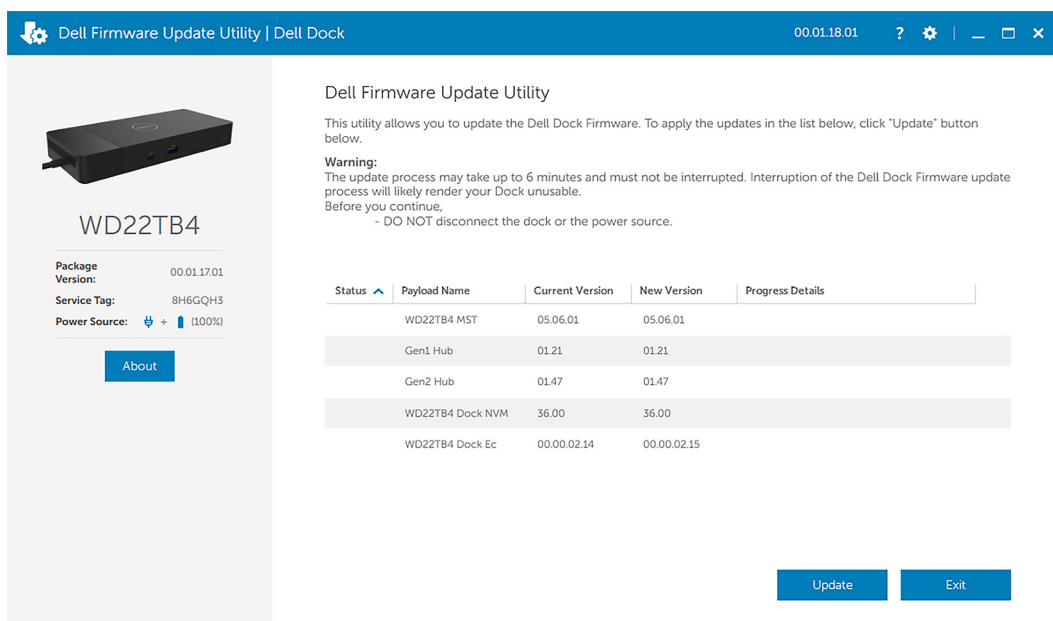 Dell Firmware Update Utility | Dell Dock
00.01.18.01
?
WD22TB4
Package Version:
00.01.17.01
Service Tag:
8H6GQH3
Power Source:
+
(100%)
About
Dell Firmware Update Utility
This utility allows you to update the Dell Dock Firmware. To apply the updates in the list below, click "Update" button
below.
Warning:
The update process may take up to 6 minutes and must not be interrupted. Interruption of the Dell Dock Firmware update
process will likely render your Dock unusable.
Before you continue,
- DO NOT disconnect the dock or the power source.
Status Payload Name Current Version New Version Progress Details
WD22TB4 MST 05.06.01 05.06.01
Gen1 Hub 01.21 01.21
Gen2 Hub 01.47 01.47
WD22TB4 Dock NVM 36.00 36.00
WD22TB4 Dock Ec 00.00.02.14 00.00.02.15
Update Exit